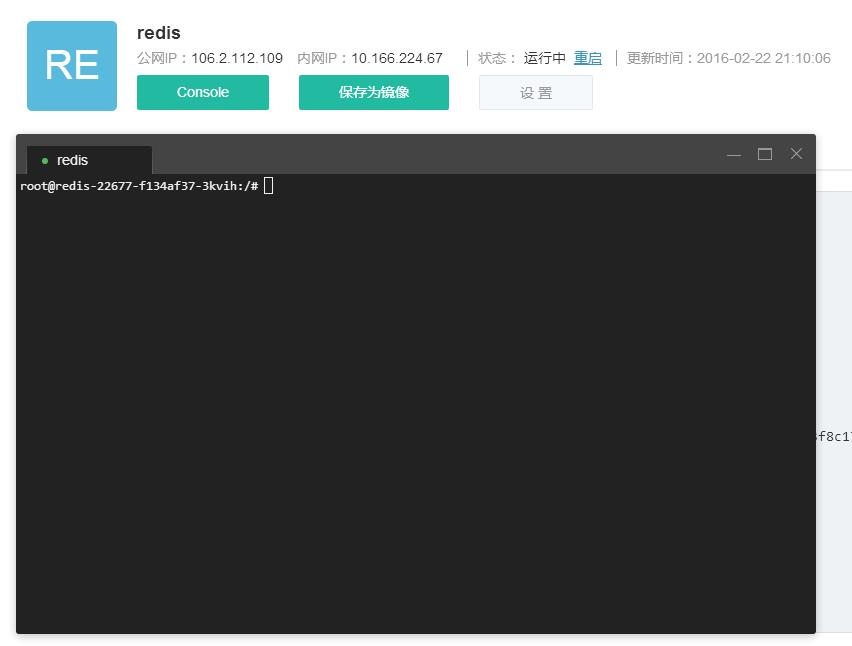 RE
redis
公网IP：106.2.112.109 内网IP：10.166.224.67 状态： 运行中 重启 更新时间：2016-02-22 21:10:06
Console 保存为镜像 设 置
redis
root@redis-22677-f134af37-3kvih:/#